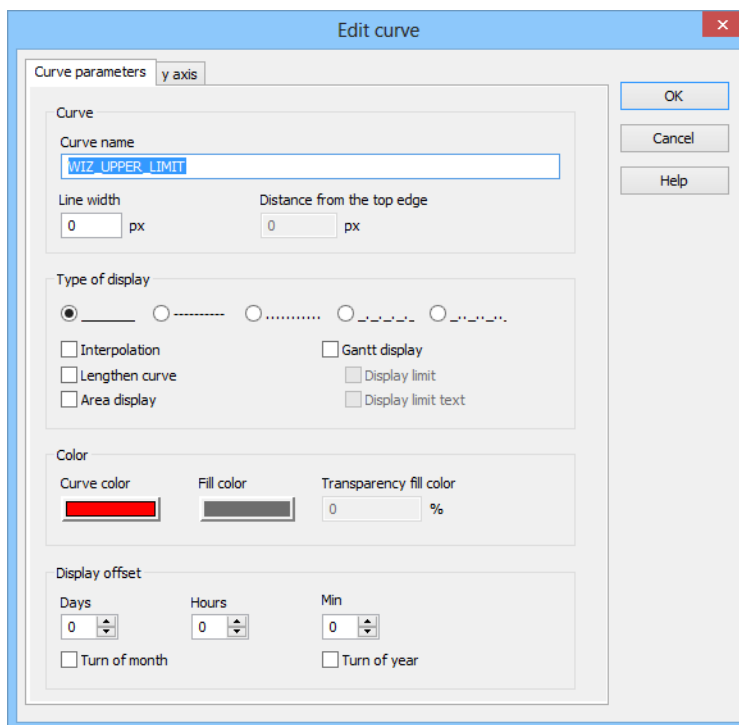 Edit curve
Curve parameters y axis
OK
Cancel
Help
Curve
Curve name
WIZ_UPPER_LIMIT
Line width Distance from the top edge
0 px 0 px
Type of display
_______ ---------- ........... _._._._._ _.._.._..
Interpolation Gantt display
Lengthen curve Display limit
Area display Display limit text
Color
Curve color Fill color Transparency fill color
0 %
Display offset
Days Hours Min
0 0 0
Turn of month Turn of year